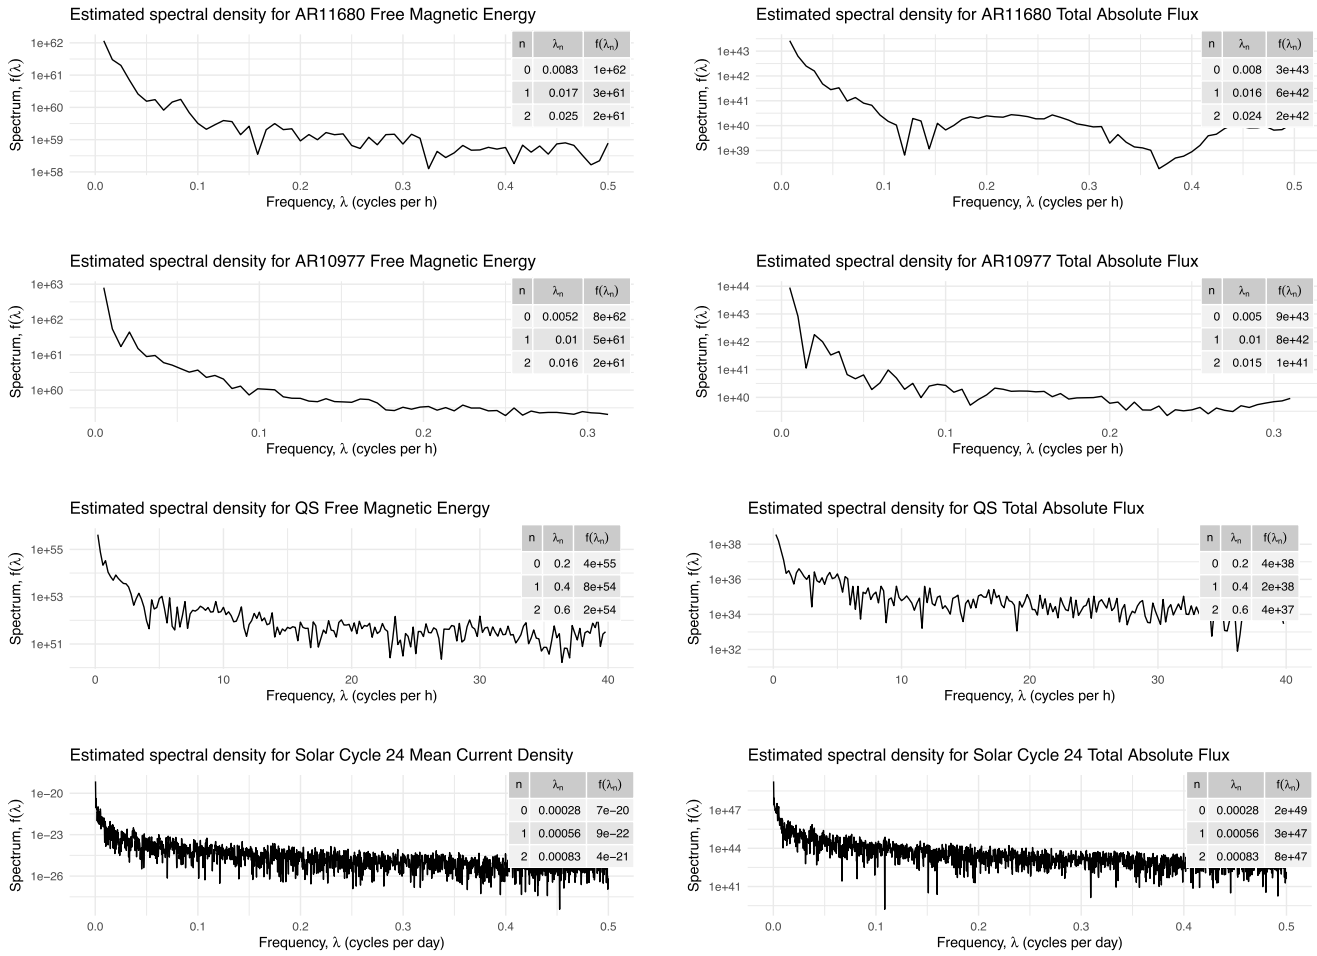 Estimated spectral density for AR11680 Free Magnetic Energy
Spectrum, f(λ)
1e+62
1e+61
1e+60
1e+59
1e+58
0.0 0.1 0.2 0.3 0.4 0.5
Frequency, λ (cycles per h)
n λn f(λn)
0 0.0083 1e+62
1 0.017 3e+61
2 0.025 2e+61
Estimated spectral density for AR11680 Total Absolute Flux
Spectrum, f(λ)
1e+43
1e+42
1e+41
1e+40
1e+39
0.0 0.1 0.2 0.3 0.4 0.5
Frequency, λ (cycles per h)
n λn f(λn)
0 0.008 3e+43
1 0.016 6e+42
2 0.024 2e+42
Estimated spectral density for AR10977 Free Magnetic Energy
Spectrum, f(λ)
1e+63
1e+62
1e+61
1e+60
0.0 0.1 0.2 0.3
Frequency, λ (cycles per h)
n λn f(λn)
0 0.0052 8e+62
1 0.01 5e+61
2 0.016 2e+61
Estimated spectral density for AR10977 Total Absolute Flux
Spectrum, f(λ)
1e+44
1e+43
1e+42
1e+41
1e+40
0.0 0.1 0.2 0.3
Frequency, λ (cycles per h)
n λn f(λn)
0 0.005 9e+43
1 0.01 8e+42
2 0.015 1e+41
Estimated spectral density for QS Free Magnetic Energy
Spectrum, f(λ)
1e+55
1e+53
1e+51
0 10 20 30 40
Frequency, λ (cycles per h)
n λn f(λn)
0 0.2 4e+55
1 0.4 8e+54
2 0.6 2e+54
Estimated spectral density for QS Total Absolute Flux
Spectrum, f(λ)
1e+38
1e+36
1e+34
1e+32
0 10 20 30 40
Frequency, λ (cycles per h)
n λn f(λn)
0 0.2 4e+38
1 0.4 2e+38
2 0.6 4e+37
Estimated spectral density for Solar Cycle 24 Mean Current Density
Spectrum, f(λ)
1e−20
1e−23
1e−26
0.0 0.1 0.2 0.3 0.4 0.5
Frequency, λ (cycles per day)
n λn f(λn)
0 0.00028 7e−20
1 0.00056 9e−22
2 0.00083 4e−21
Estimated spectral density for Solar Cycle 24 Total Absolute Flux
Spectrum, f(λ)
1e+47
1e+44
1e+41
0.0 0.1 0.2 0.3 0.4 0.5
Frequency, λ (cycles per day)
n λn f(λn)
0 0.00028 2e+49
1 0.00056 3e+47
2 0.00083 8e+47